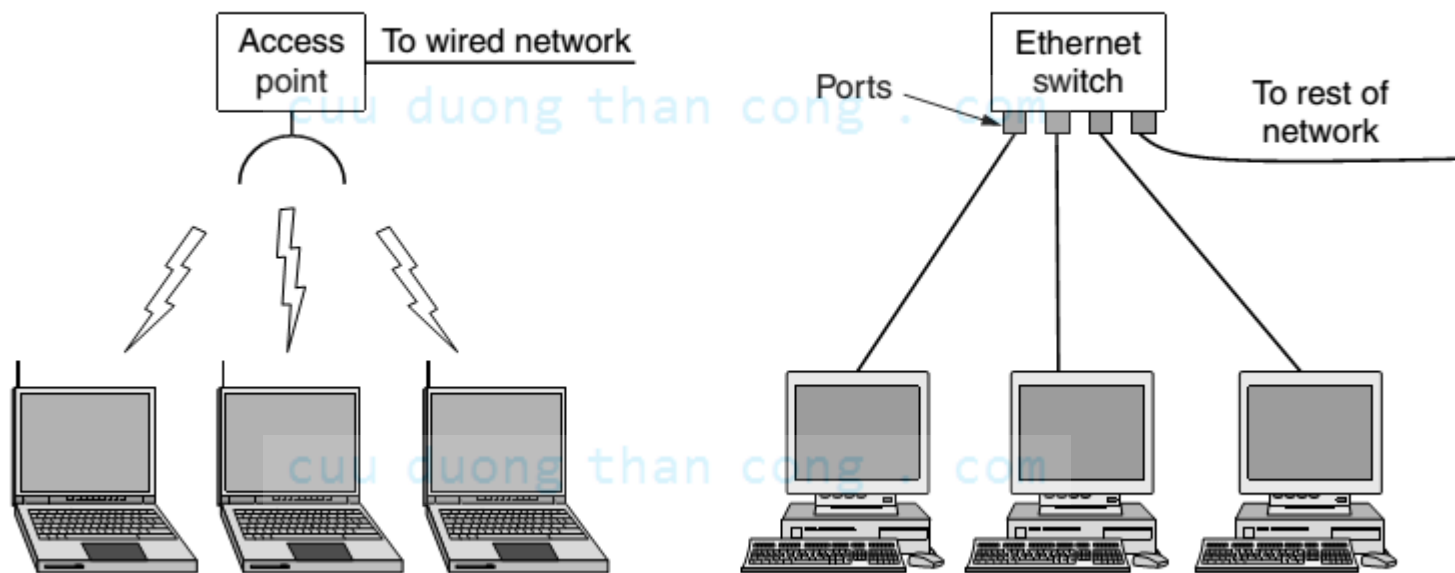 Access
point
To wired network
Ethernet
switch
Ports
To rest of
network
cuu duong than cong . com
cuu duong than cong . com